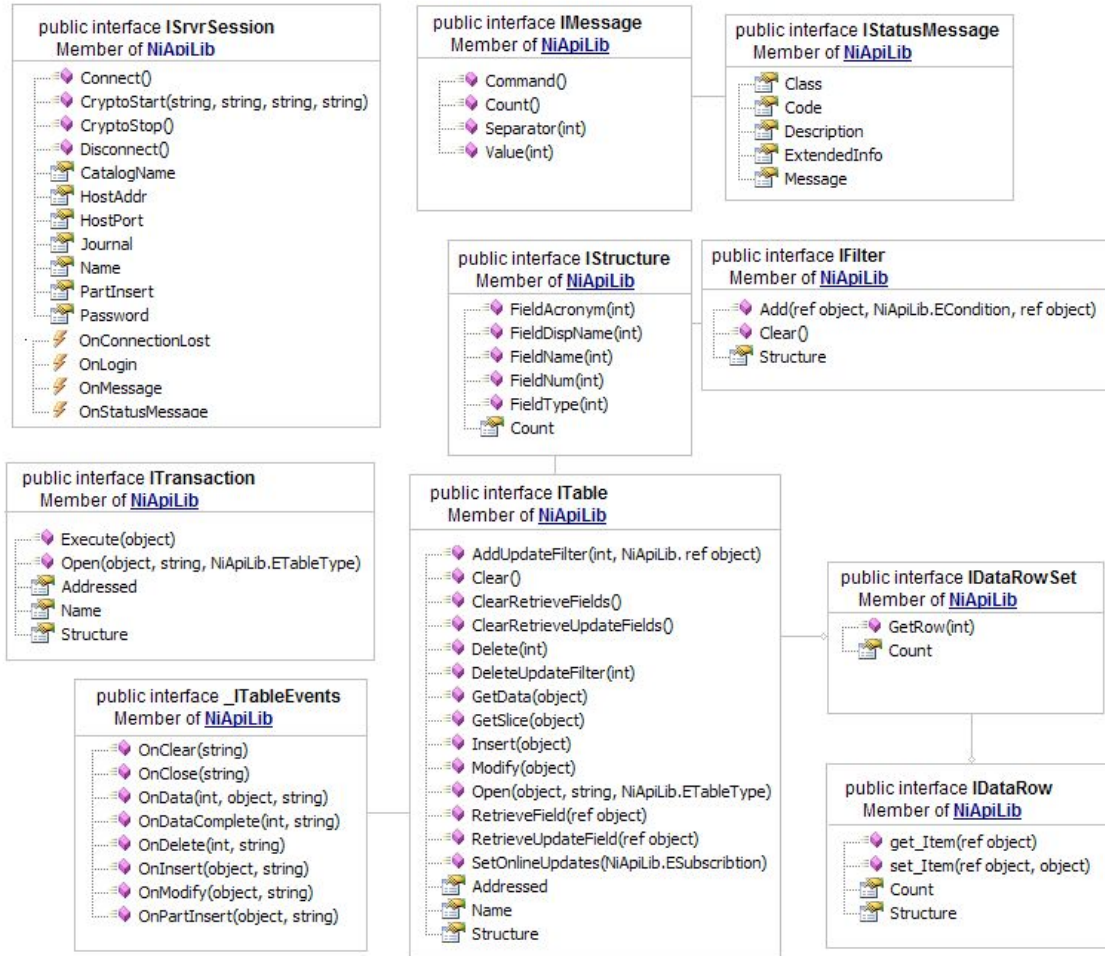 public interface ISrvrSession
Member of NiApiLib
Connect()
CryptoStart(string, string, string, string)
CryptoStop()
Disconnect()
CatalogName
HostAddr
HostPort
Journal
Name
PartInsert
Password
OnConnectionLost
OnLogin
OnMessage
OnStatusMessage
public interface IMessage
Member of NiApiLib
Command()
Count()
Separator(int)
Value(int)
public interface IStatusMessage
Member of NiApiLib
Class
Code
Description
ExtendedInfo
Message
public interface IStructure
Member of NiApiLib
FieldAcronym(int)
FieldDispName(int)
FieldName(int)
FieldNum(int)
FieldType(int)
Count
public interface IFilter
Member of NiApiLib
Add(ref object, NiApiLib.ECondition, ref object)
Clear()
Structure
public interface ITransaction
Member of NiApiLib
Execute(object)
Open(object, string, NiApiLib.ETableType)
Addressed
Name
Structure
public interface ITable
Member of NiApiLib
AddUpdateFilter(int, NiApiLib. ref object)
Clear()
ClearRetrieveFields()
ClearRetrieveUpdateFields()
Delete(int)
DeleteUpdateFilter(int)
GetData(object)
GetSlice(object)
Insert(object)
Modify(object)
Open(object, string, NiApiLib.ETableType)
RetrieveField(ref object)
RetrieveUpdateField(ref object)
SetOnlineUpdates(NiApiLib.ESubscribtion)
Addressed
Name
Structure
public interface IDataRowSet
Member of NiApiLib
GetRow(int)
Count
public interface _ITableEvents
Member of NiApiLib
OnClear(string)
OnClose(string)
OnData(int, object, string)
OnDataComplete(int, string)
OnDelete(int, string)
OnInsert(object, string)
OnModify(object, string)
OnPartInsert(object, string)
public interface IDataRow
Member of NiApiLib
get_Item(ref object)
set_Item(ref object, object)
Count
Structure